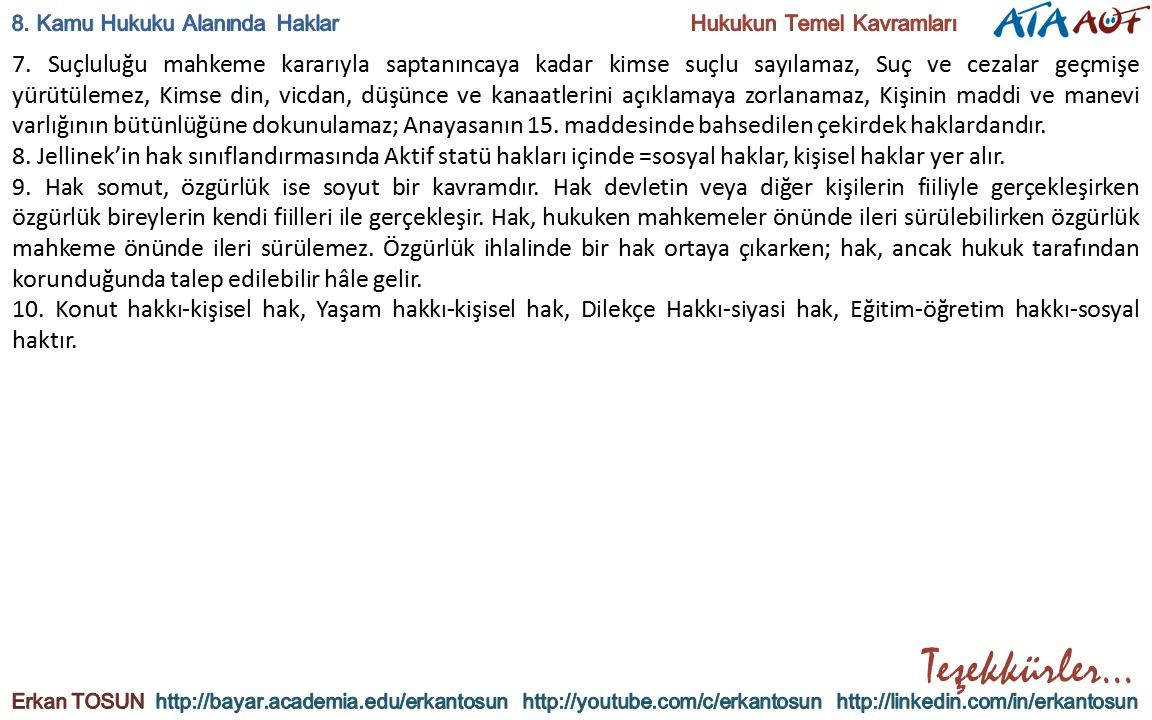 8. Kamu Hukuku Alanında Haklar
Hukukun Temel Kavramları
ATA AÖF
7. Suçluluğu mahkeme kararıyla saptanıncaya kadar kimse suçlu sayılamaz, Suç ve cezalar geçmişe
yürütülemez, Kimse din, vicdan, düşünce ve kanaatlerini açıklamaya zorlanamaz, Kişinin maddi ve manevi
varlığının bütünlüğüne dokunulamaz; Anayasanın 15. maddesinde bahsedilen çekirdek haklardandır.
8. Jellinek’in hak sınıflandırmasında Aktif statü hakları içinde =sosyal haklar, kişisel haklar yer alır.
9. Hak somut, özgürlük ise soyut bir kavramdır. Hak devletin veya diğer kişilerin fiiliyle gerçekleşirken
özgürlük bireylerin kendi fiilleri ile gerçekleşir. Hak, hukuken mahkemeler önünde ileri sürülebilirken özgürlük
mahkeme önünde ileri sürülemez. Özgürlük ihlalinde bir hak ortaya çıkarken; hak, ancak hukuk tarafından
korunduğunda talep edilebilir hâle gelir.
10. Konut hakkı-kişisel hak, Yaşam hakkı-kişisel hak, Dilekçe Hakkı-siyasi hak, Eğitim-öğretim hakkı-sosyal
haktır.
Teşekkürler...
Erkan TOSUN http://bayar.academia.edu/erkantosun http://youtube.com/c/erkantosun http://linkedin.com/in/erkantosun